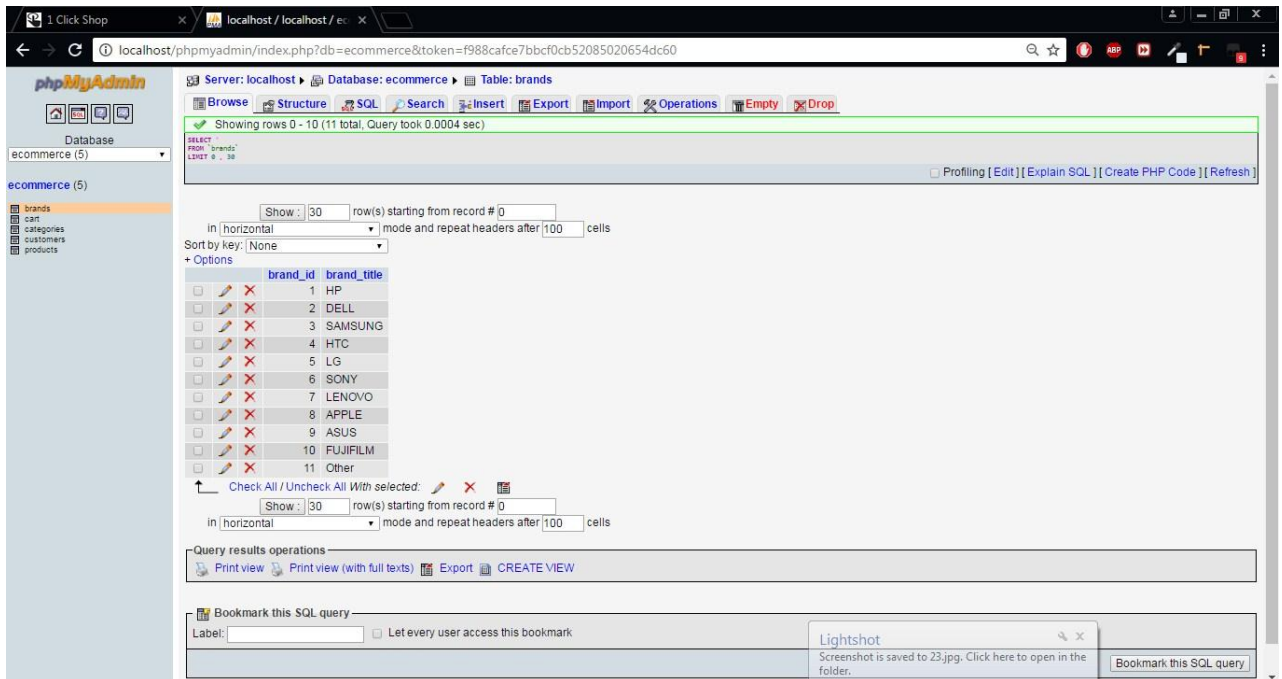 1 Click Shop
localhost / localhost / ec
localhost/phpmyadmin/index.php?db=ecommerce&token=f988cafce7bbcf0cb52085020654dc60
ABP
9
phpMyAdmin
SQL
Database
ecommerce (5)
ecommerce (5)
brands
cart
categories
customers
products
Server: localhost Database: ecommerce Table: brands
Browse Structure SQL Search Insert Export Import Operations Empty Drop
Showing rows 0 - 10 (11 total, Query took 0.0004 sec)
SELECT *
FROM `brands`
LIMIT 0 , 30
Profiling [ Edit ] [ Explain SQL ] [ Create PHP Code ] [ Refresh ]
Show : 30 row(s) starting from record # 0
in horizontal mode and repeat headers after 100 cells
Sort by key: None
+ Options
brand_id brand_title
1 HP
2 DELL
3 SAMSUNG
4 HTC
5 LG
6 SONY
7 LENOVO
8 APPLE
9 ASUS
10 FUJIFILM
11 Other
Check All / Uncheck All With selected:
Show : 30 row(s) starting from record # 0
in horizontal mode and repeat headers after 100 cells
Query results operations
Print view Print view (with full texts) Export CREATE VIEW
Bookmark this SQL query
Label: Let every user access this bookmark
Bookmark this SQL query
Lightshot
Screenshot is saved to 23.jpg. Click here to open in the
folder.